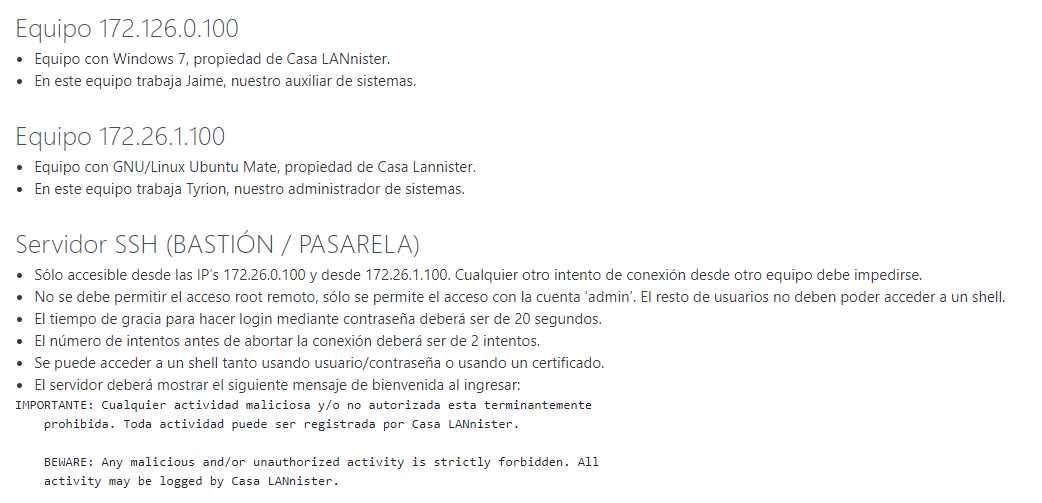 Equipo 172.126.0.100
• Equipo con Windows 7, propiedad de Casa LANnister.
• En este equipo trabaja Jaime, nuestro auxiliar de sistemas.
Equipo 172.26.1.100
• Equipo con GNU/Linux Ubuntu Mate, propiedad de Casa Lannister.
• En este equipo trabaja Tyrion, nuestro administrador de sistemas.
Servidor SSH (BASTIÓN / PASARELA)
• Sólo accesible desde las IP’s 172.26.0.100 y desde 172.26.1.100. Cualquier otro intento de conexión desde otro equipo debe impedirse.
• No se debe permitir el acceso root remoto, sólo se permite el acceso con la cuenta ‘admin’. El resto de usuarios no deben poder acceder a un shell.
• El tiempo de gracia para hacer login mediante contraseña deberá ser de 20 segundos.
• El número de intentos antes de abortar la conexión deberá ser de 2 intentos.
• Se puede acceder a un shell tanto usando usuario/contraseña o usando un certificado.
• El servidor deberá mostrar el siguiente mensaje de bienvenida al ingresar:
IMPORTANTE: Cualquier actividad maliciosa y/o no autorizada esta terminantemente
prohibida. Toda actividad puede ser registrada por Casa LANnister.
BEWARE: Any malicious and/or unauthorized activity is strictly forbidden. All
activity may be logged by Casa LANnister.